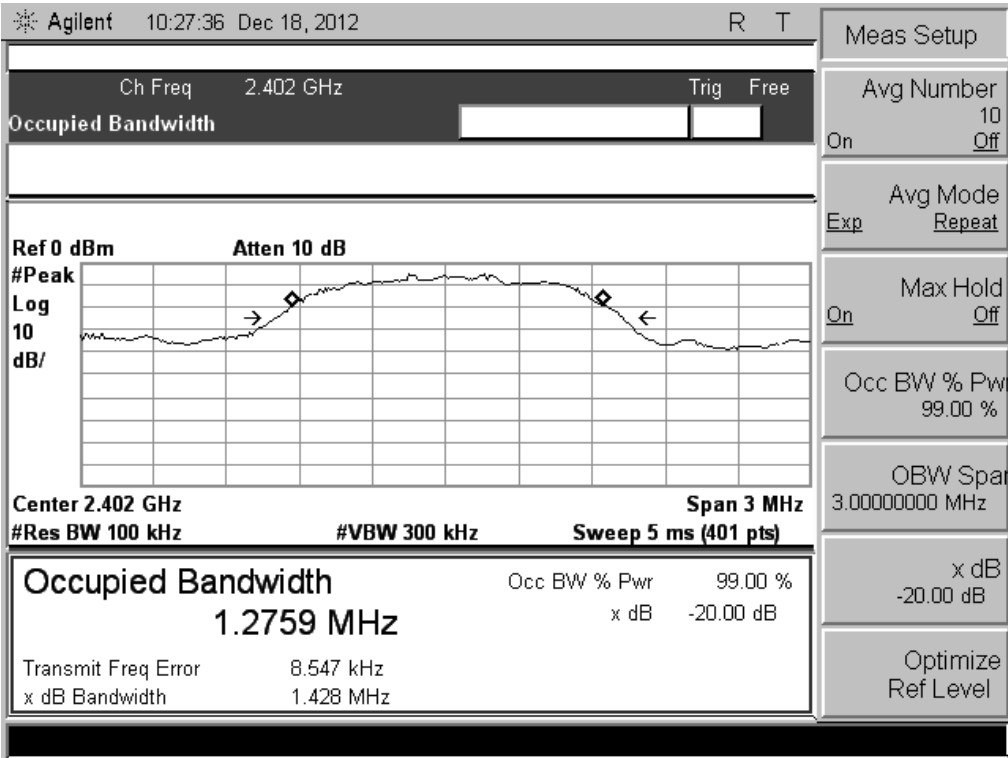 Agilent 10:27:36 Dec 18, 2012 R T
Ch Freq 2.402 GHz Trig Free
Occupied Bandwidth
Ref 0 dBm Atten 10 dB
#Peak
Log
10
dB/
Center 2.402 GHz Span 3 MHz
#Res BW 100 kHz #VBW 300 kHz Sweep 5 ms (401 pts)
Occupied Bandwidth Occ BW % Pwr 99.00 %
1.2759 MHz x dB -20.00 dB
Transmit Freq Error 8.547 kHz
x dB Bandwidth 1.428 MHz
Meas Setup
Avg Number
10
On Off
Avg Mode
Exp Repeat
Max Hold
On Off
Occ BW % Pw
99.00 %
OBW Spa
3.00000000 MHz
x dB
-20.00 dB
Optimize
Ref Level